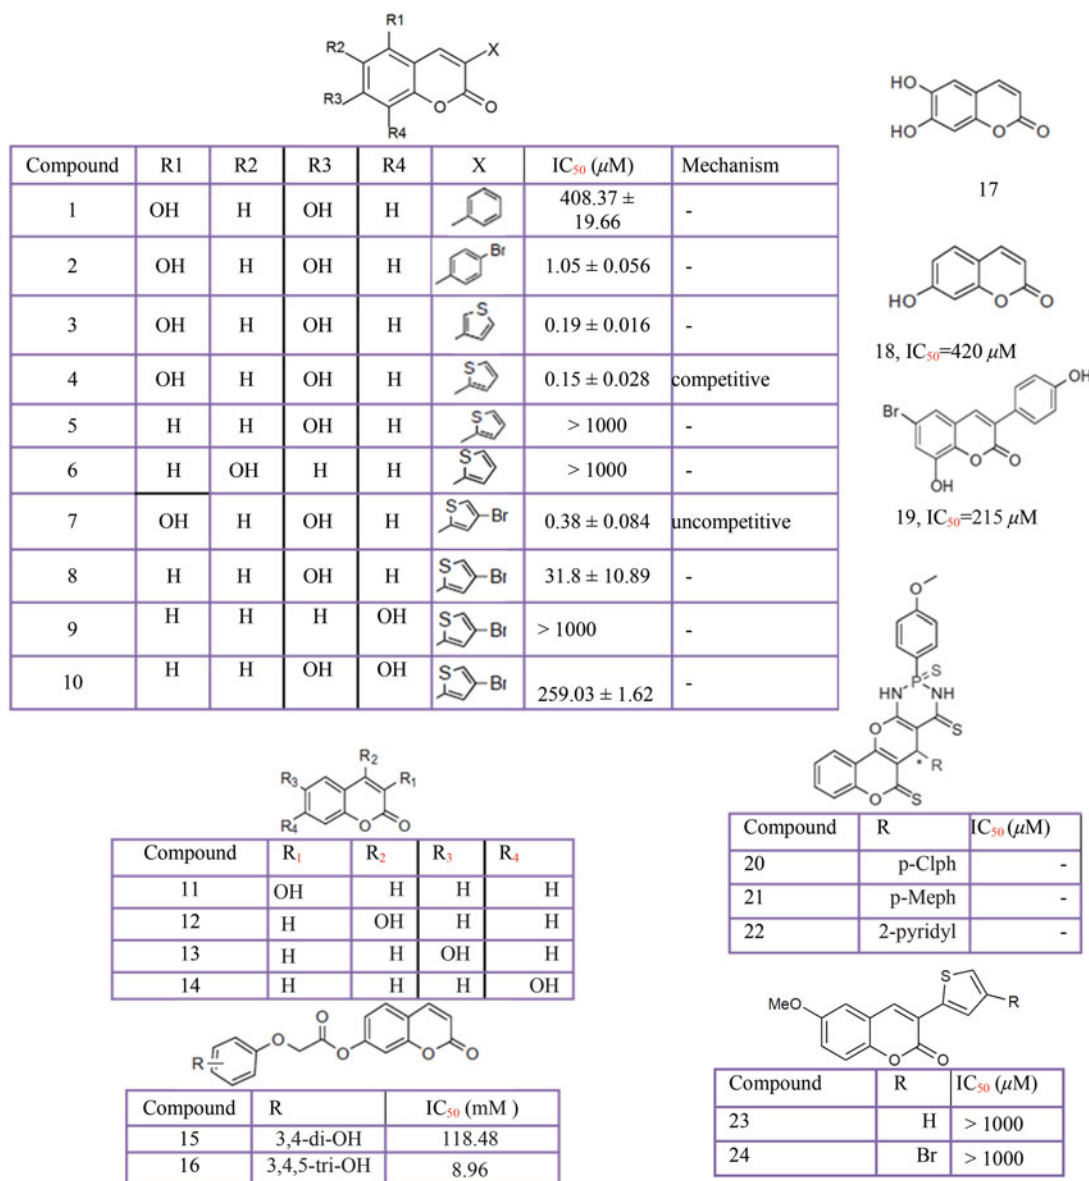 R1
R2
X
R3
O
O
R4
Compound R1 R2 R3 R4 X IC50 (µM) Mechanism
1 OH H OH H 408.37 ± 19.66 -
2 OH H OH H Br 1.05 ± 0.056 -
3 OH H OH H S 0.19 ± 0.016 -
4 OH H OH H S 0.15 ± 0.028 competitive
5 H H OH H S > 1000 -
6 H OH H H S > 1000 -
7 OH H OH H S Br 0.38 ± 0.084 uncompetitive
8 H H OH H S Br 31.8 ± 10.89 -
9 H H H OH S Br > 1000 -
10 H H OH OH S Br 259.03 ± 1.62 -
HO
HO
O
O
17
HO
O
O
18, IC50=420 µM
OH
Br
O
O
OH
19, IC50=215 µM
O
S
P
HN
NH
O
S
* R
O
S
Compound R IC50 (µM)
20 p-Clph -
21 p-Meph -
22 2-pyridyl -
R2
R3
R1
R4
O
O
Compound R1 R2 R3 R4
11 OH H H H
12 H OH H H
13 H H OH H
14 H H H OH
R
O
O
O
O
O
Compound R IC50 (mM )
15 3,4-di-OH 118.48
16 3,4,5-tri-OH 8.96
S
R
MeO
O
O
Compound R IC50 (µM)
23 H > 1000
24 Br > 1000